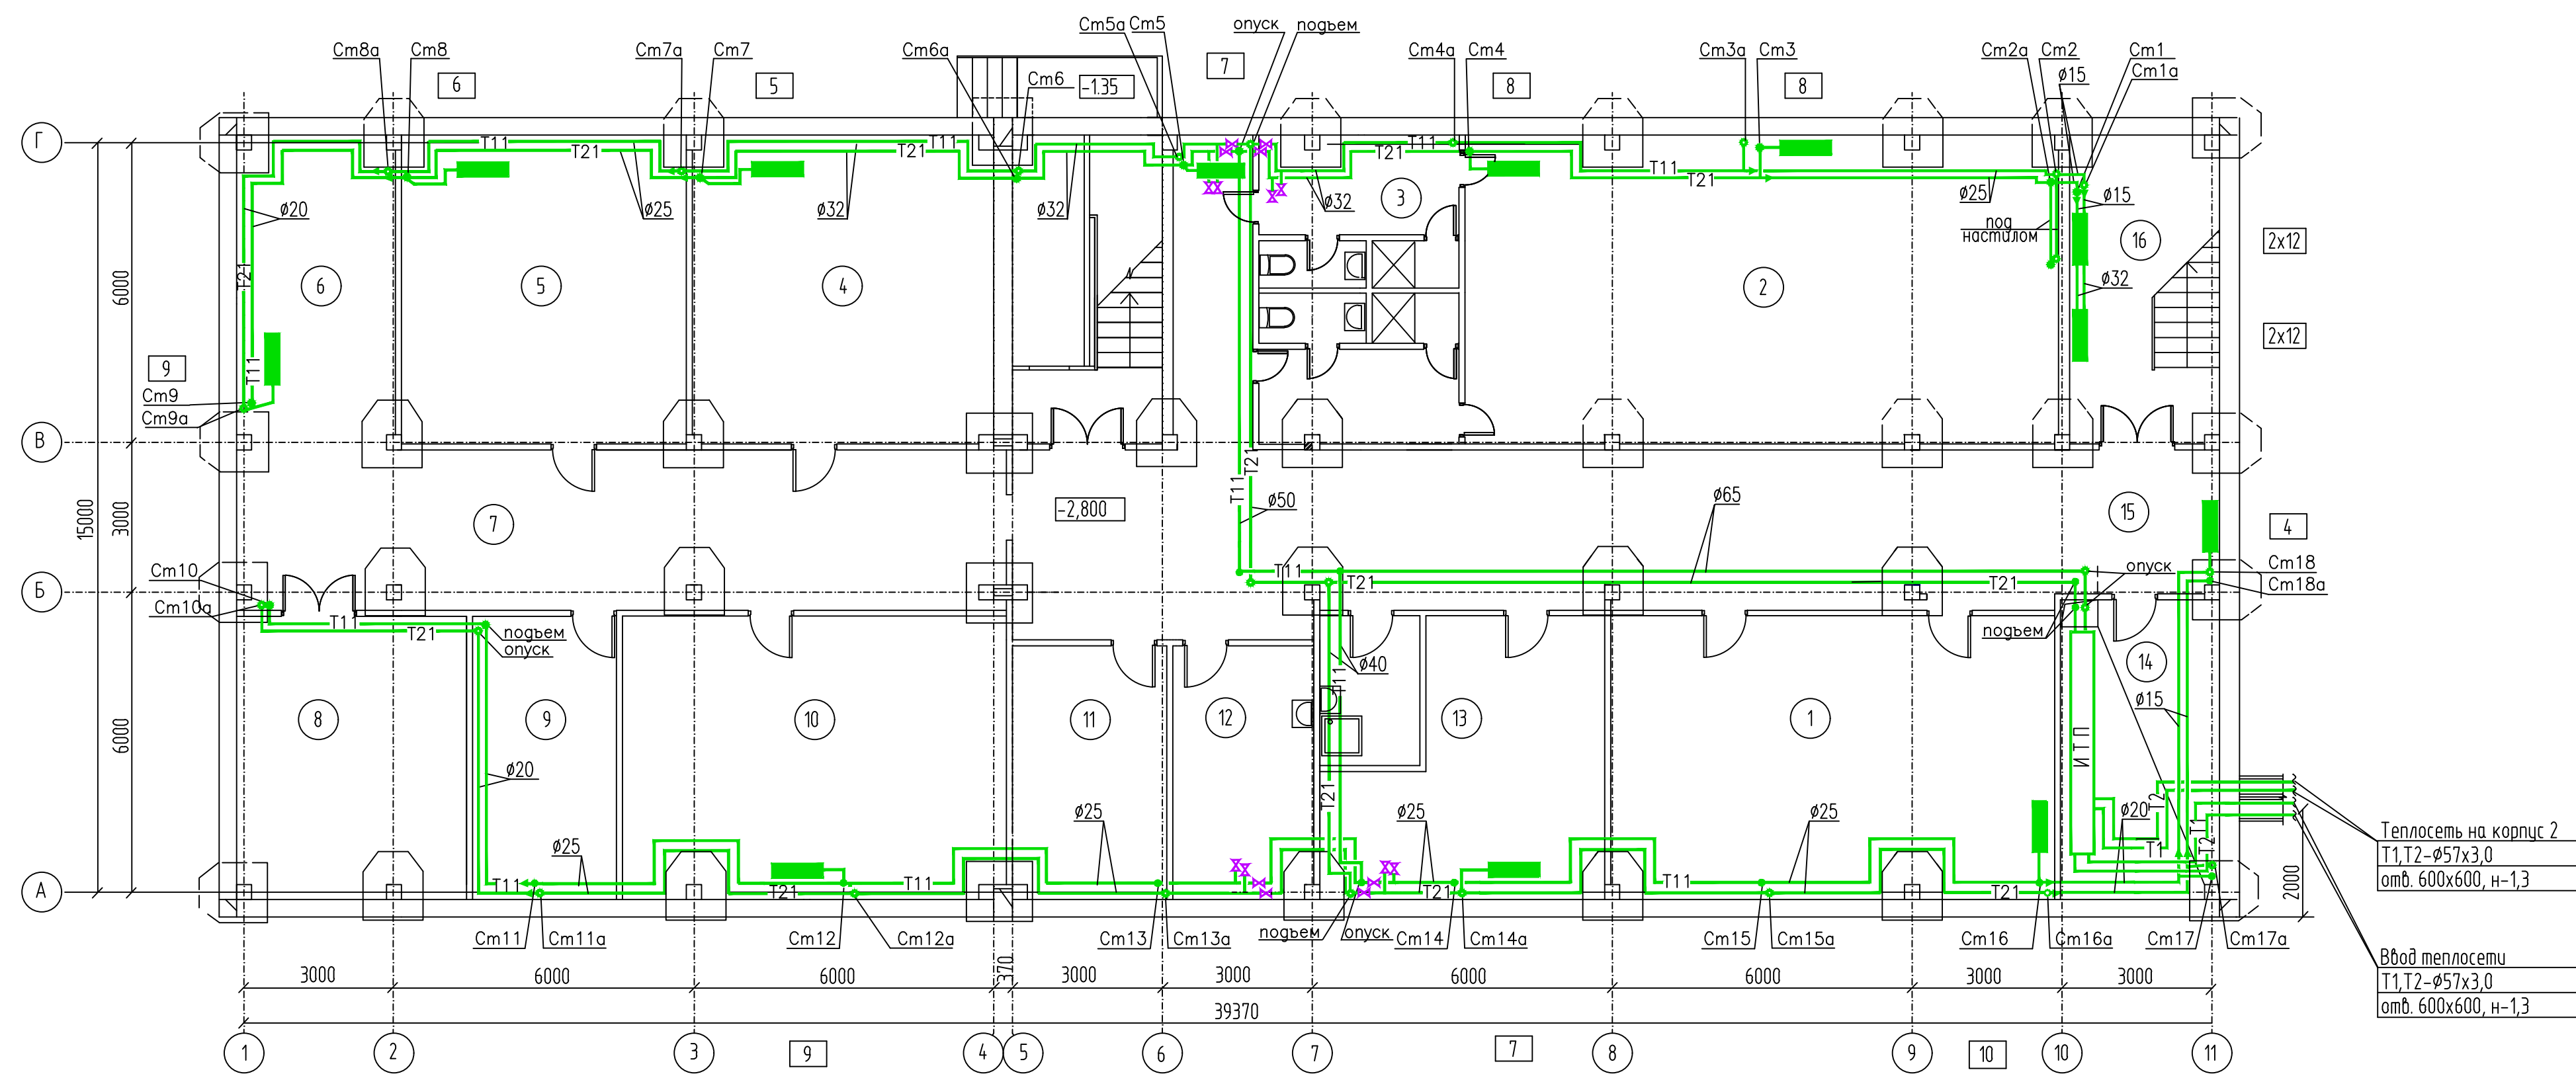 Ст5а Ст5
опуск
подъем
Ст8а
Ст8
6
Ст7а
Ст7
5
Ст6а
Ст6
-1.35
7
Ст4а
Ст4
8
Ст3а
Ст3
8
Ст2а
Ст2
Ст1
ø15
Ст1а
Г
Т11
Т21
Т11
Т21
Т11
Т21
Т11
Т21
ø20
ø25
ø32
ø32
ø32
3
ø25
ø15
под
настилом
16
2х12
Т21
6
5
4
2
ø32
6000
2х12
9
Т11
Ст9
Ст9а
В
Т21
Т11
15000
3000
7
-2,800
ø50
ø65
15
4
Ст10
Ст10а
Б
Т11
Т21
Т21
опуск
Ст18
Ст18а
Т11
Т21
подъем
опуск
подъем
ø40
Т11
14
6000
8
9
10
11
12
13
1
ø15
ИТП
ø20
Т21
Т2
ø25
ø25
ø25
ø25
ø20
Т1
Т2
Т1
Теплосеть на корпус 2
Т1,Т2-ø57х3,0
отв. 600х600, н-1,3
А
Т11
Т21
Т11
Т21
Т11
Т21
2000
Ст11
Ст11а
Ст12
Ст12а
Ст13
Ст13а
подъем
опуск
Ст14
Ст14а
Ст15
Ст15а
Ст16
Ст16а
Ст17
Ст17а
Ввод теплосети
Т1,Т2-ø57х3,0
отв. 600х600, н-1,3
3000
6000
6000
370
3000
3000
6000
6000
3000
3000
39370
1
2
3
9
4
5
6
7
7
8
9
10
10
11